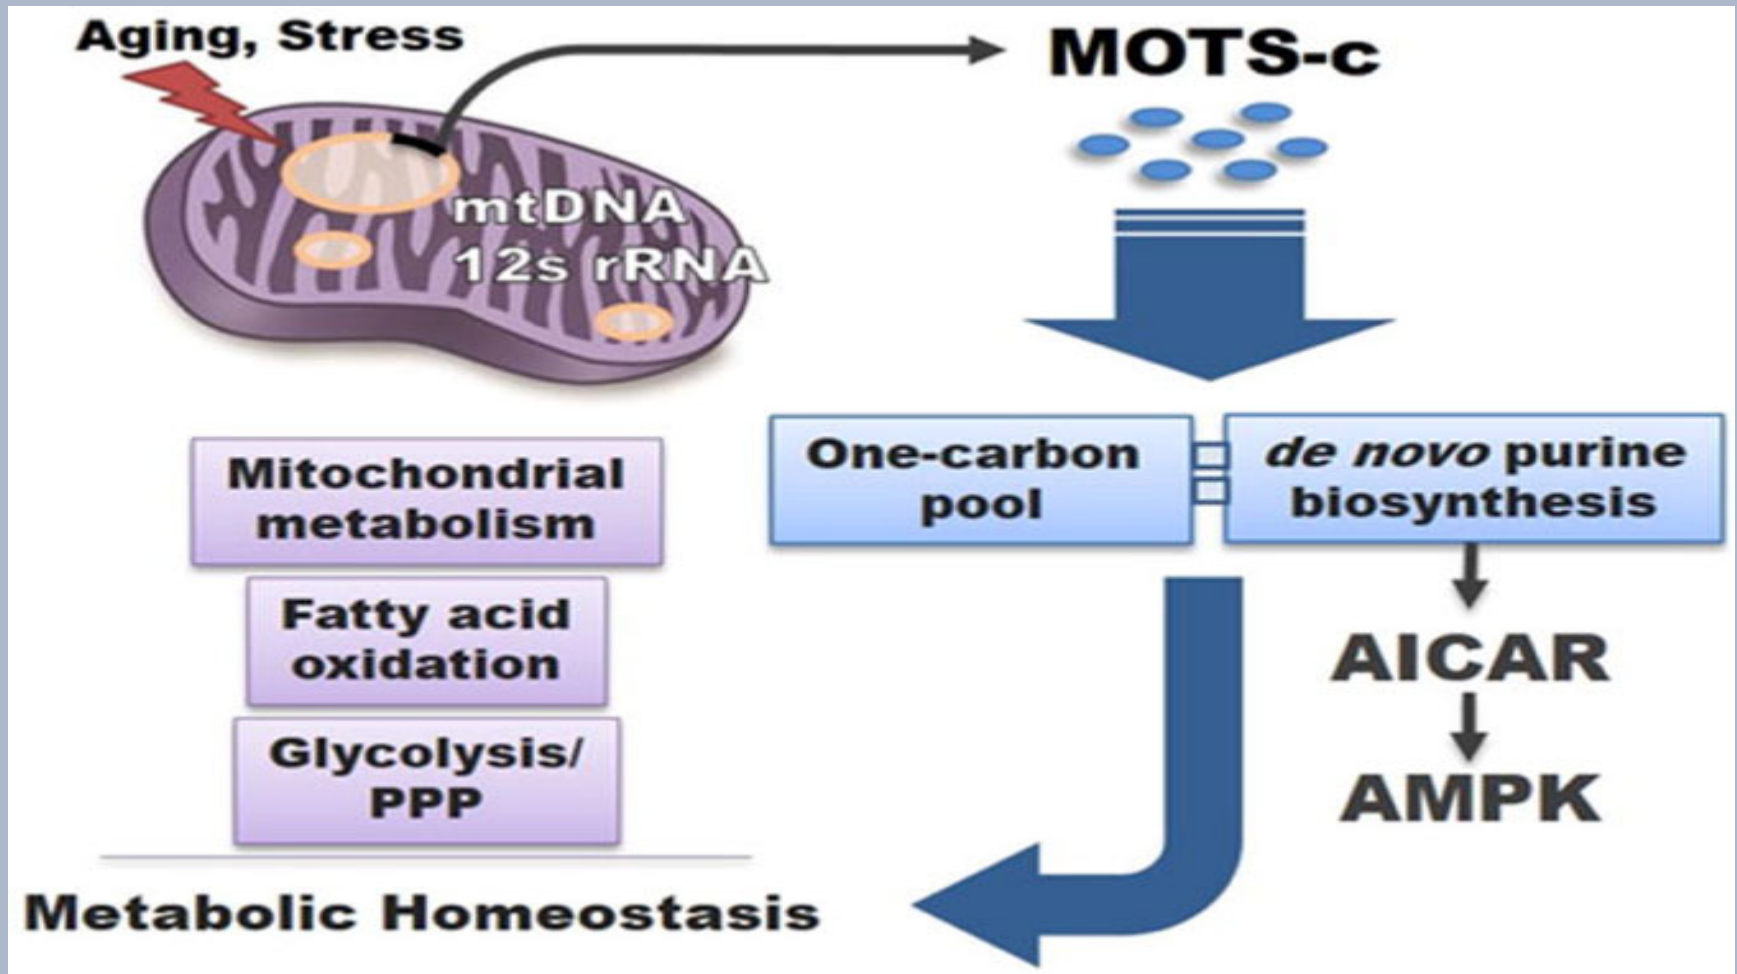 Aging, Stress
MOTS-c
mtDNA
12s rRNA
Mitochondrial
metabolism
Fatty acid
oxidation
Glycolysis/
PPP
Metabolic Homeostasis
One-carbon
pool
de novo purine
biosynthesis
AICAR
AMPK